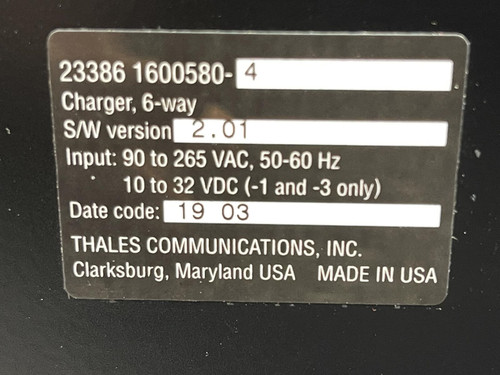 23386 1600580- 4
Charger, 6-way
S/W version 2.01
Input: 90 to 265 VAC, 50-60 Hz
10 to 32 VDC (-1 and -3 only)
Date code: 19 03
THALES COMMUNICATIONS, INC.
Clarksburg, Maryland USA MADE IN USA